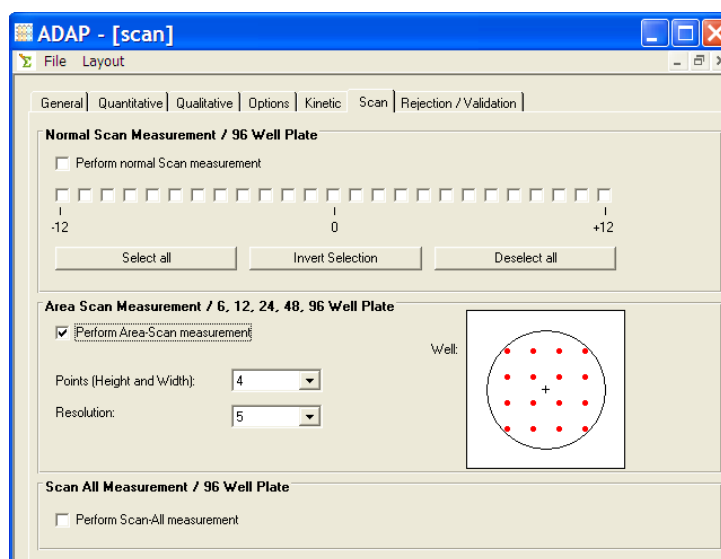 ADAP - [scan]
File Layout
General Quantitative Qualitative Options Kinetic Scan Rejection / Validation
Normal Scan Measurement / 96 Well Plate
Perform normal Scan measurement
-12 0 +12
Select all Invert Selection Deselect all
Area Scan Measurement / 6, 12, 24, 48, 96 Well Plate
Perform Area-Scan measurement
Well:
Points (Height and Width): 4
Resolution: 5
Scan All Measurement / 96 Well Plate
Perform Scan-All measurement